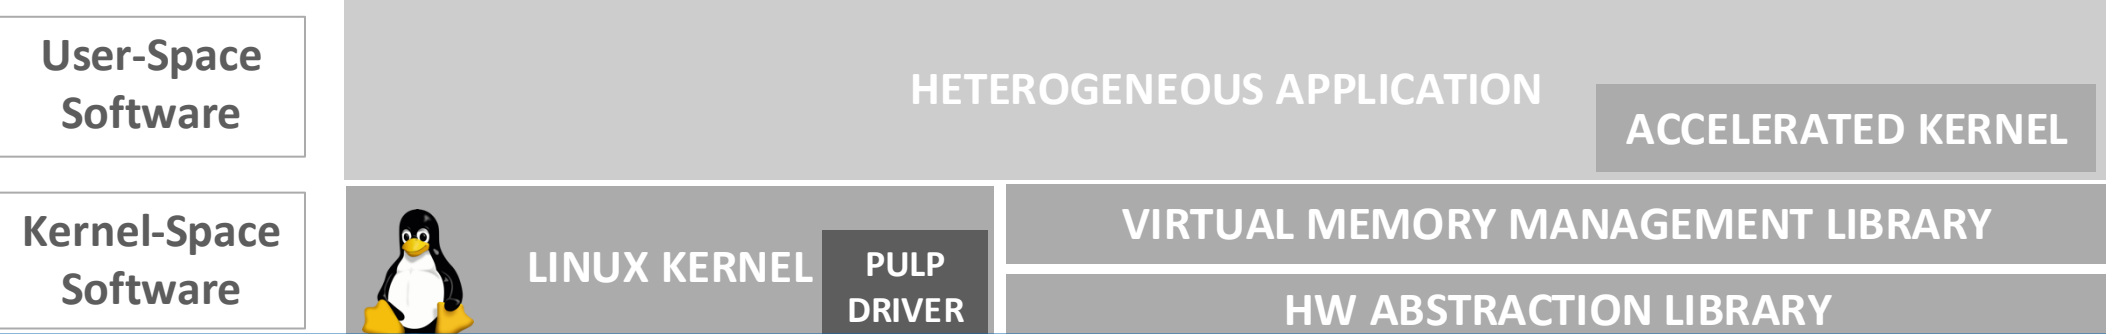 User-Space
Software
HETEROGENEOUS APPLICATION
ACCELERATED KERNEL
Kernel-Space
Software
LINUX KERNEL
PULP
DRIVER
VIRTUAL MEMORY MANAGEMENT LIBRARY
HW ABSTRACTION LIBRARY